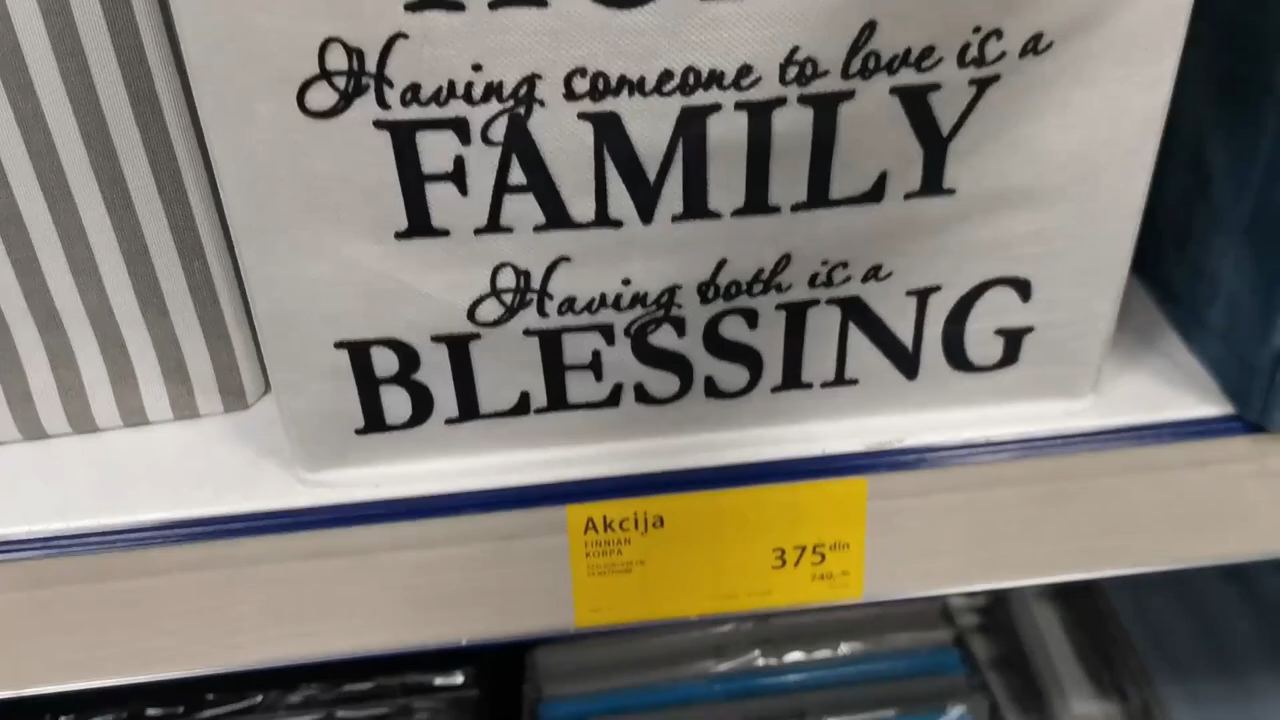 Having someone to love is a
FAMILY
Having both is a
BLESSING
Akcija
FINNIAN
KORPA
375 din